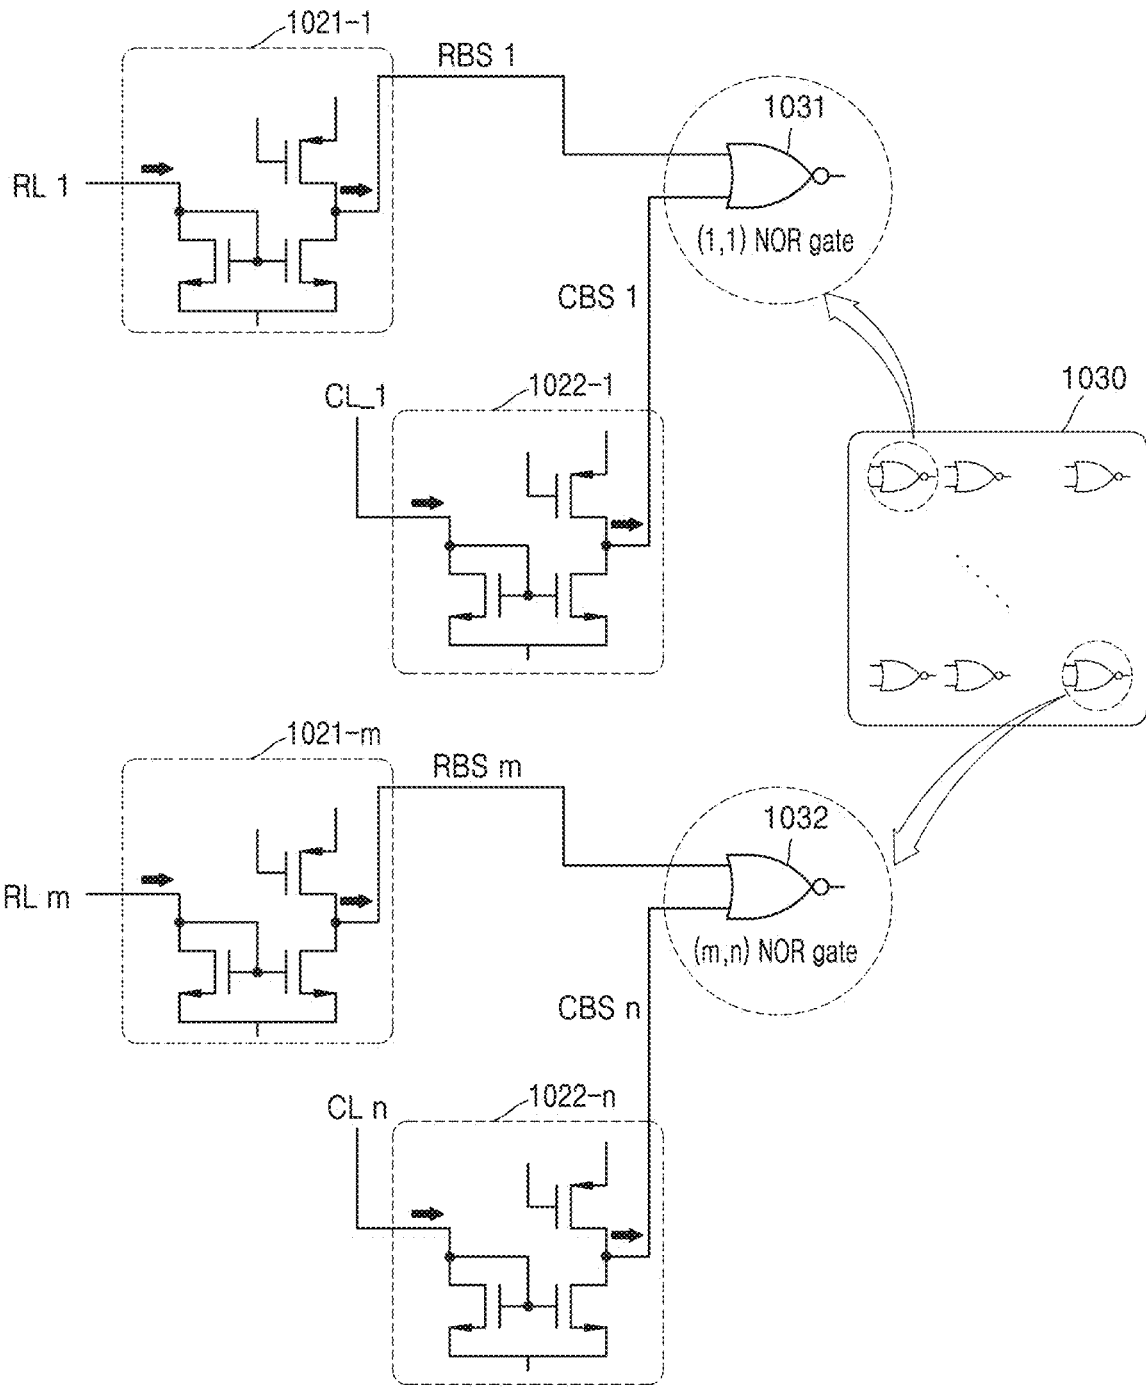 1021-1
RBS 1
1031
RL 1
(1,1) NOR gate
CBS 1
1022-1
CL_1
1030
1021-m
RBS m
1032
RL m
(m,n) NOR gate
CBS n
1022-n
CL n